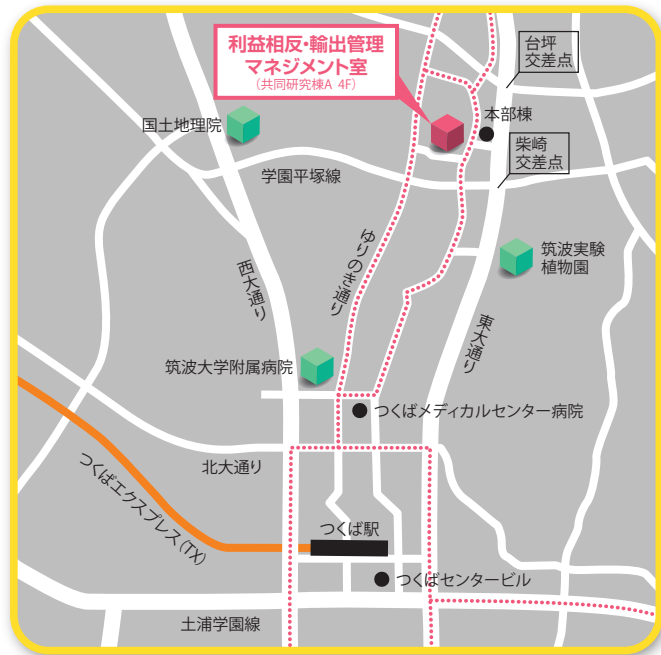 利益相反・輸出管理
マネジメント室
(共同研究棟A 4F)
台坪
交差点
国土地理院
本部棟
柴崎
交差点
学園平塚線
ゆりのき通り
筑波実験
植物園
西大通り
東大通り
筑波大学附属病院
つくばメディカルセンター病院
北大通り
つくばエクスプレス(TX)
つくば駅
つくばセンタービル
土浦学園線